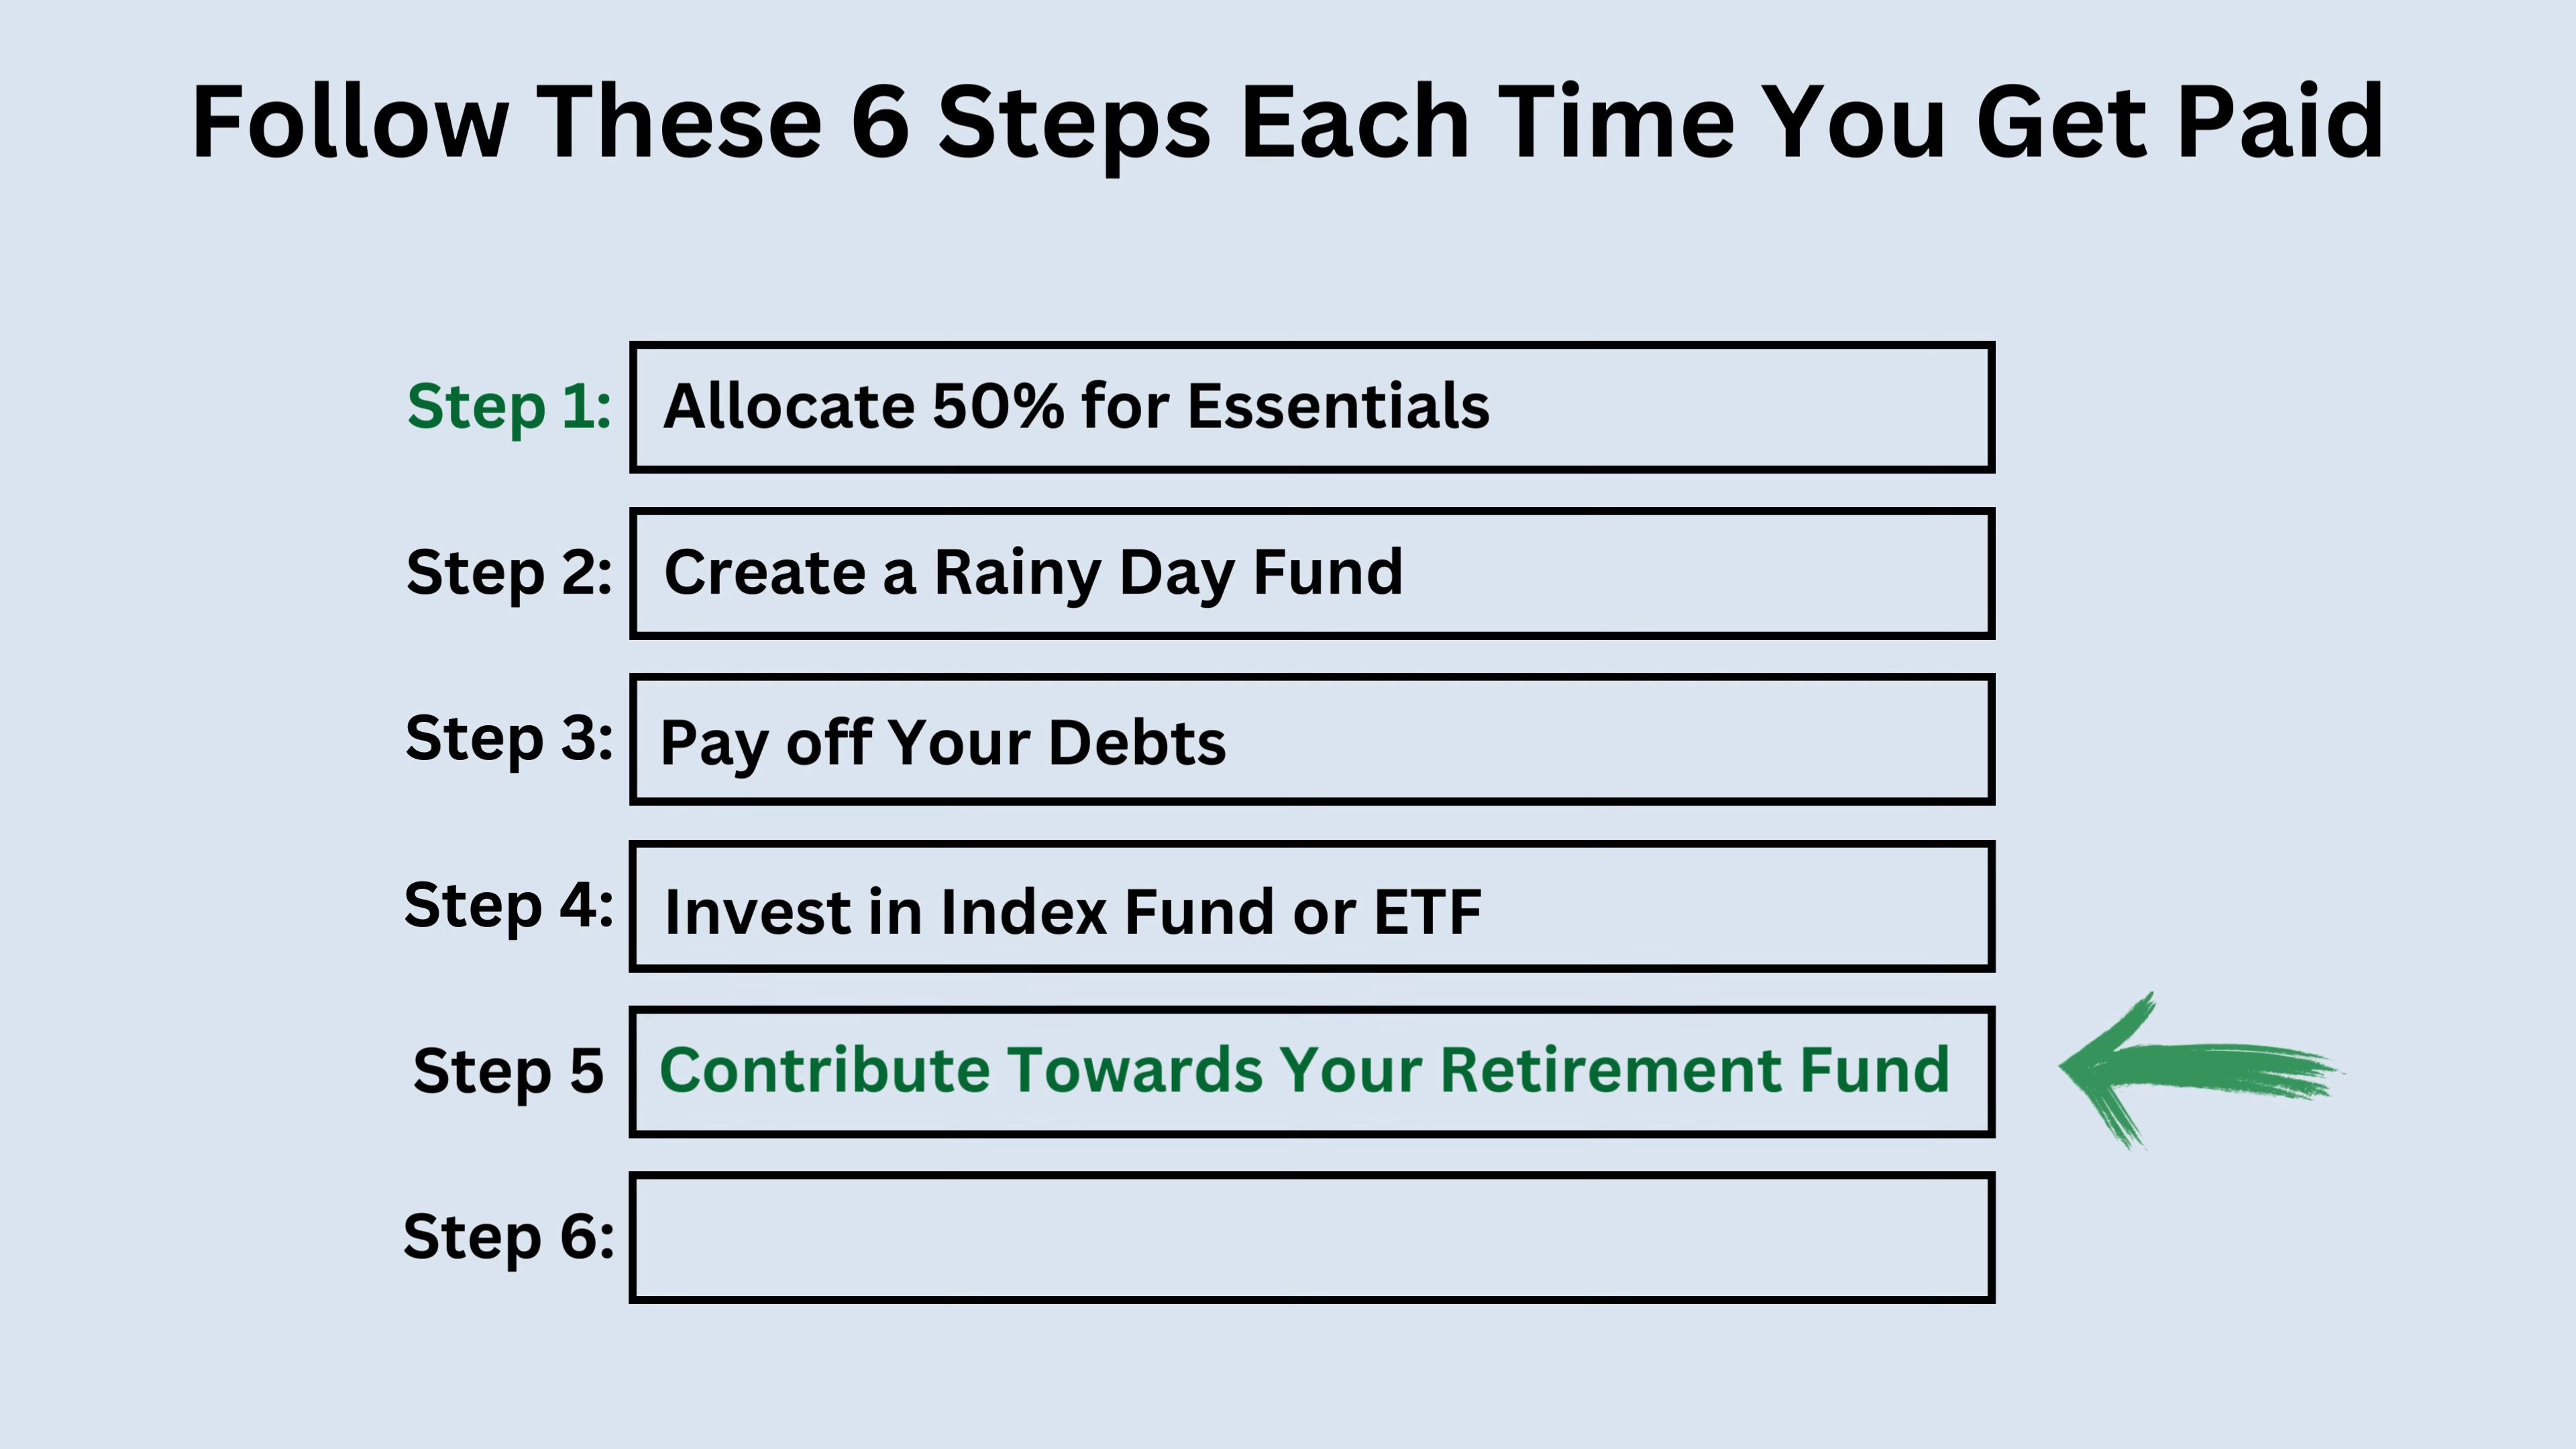 Follow These 6 Steps Each Time You Get Paid
Step 1: Allocate 50% for Essentials
Step 2: Create a Rainy Day Fund
Step 3: Pay off Your Debts
Step 4: Invest in Index Fund or ETF
Step 5 Contribute Towards Your Retirement Fund
Step 6: